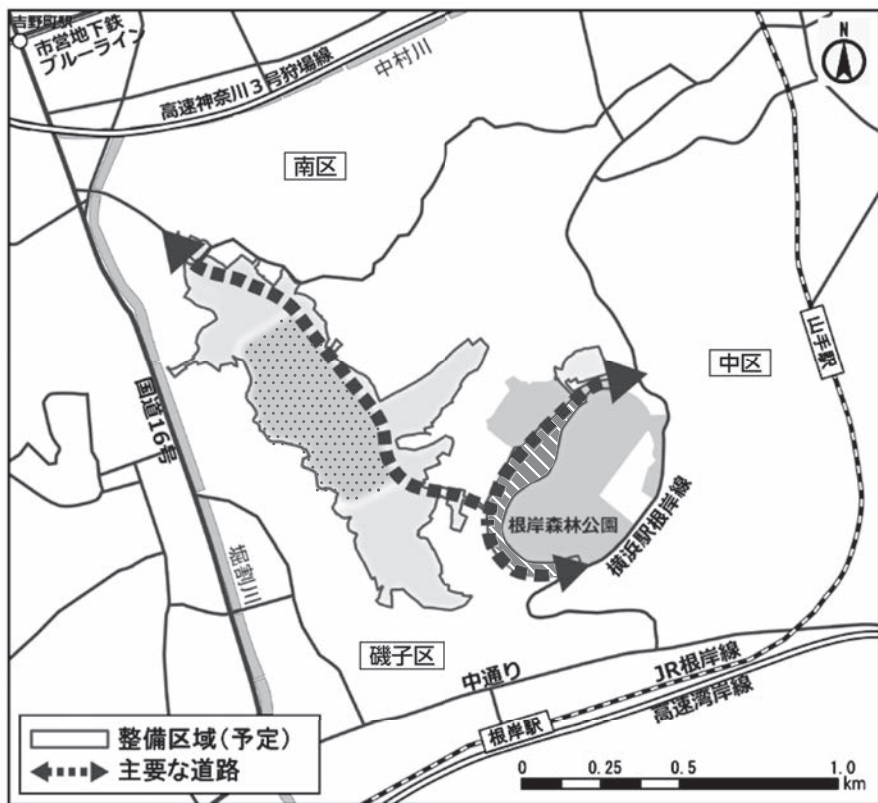 吉野町駅
市営地下鉄
ブルーライン
高速神奈川3号狩場線
中村川
N
南区
山手駅
中区
国道16号
根岸森林公園
横浜駅根岸線
堀割川
磯子区
中通り
JR根岸線
高速湾岸線
根岸駅
整備区域(予定)
主要な道路
0 0.25 0.5 1.0
km